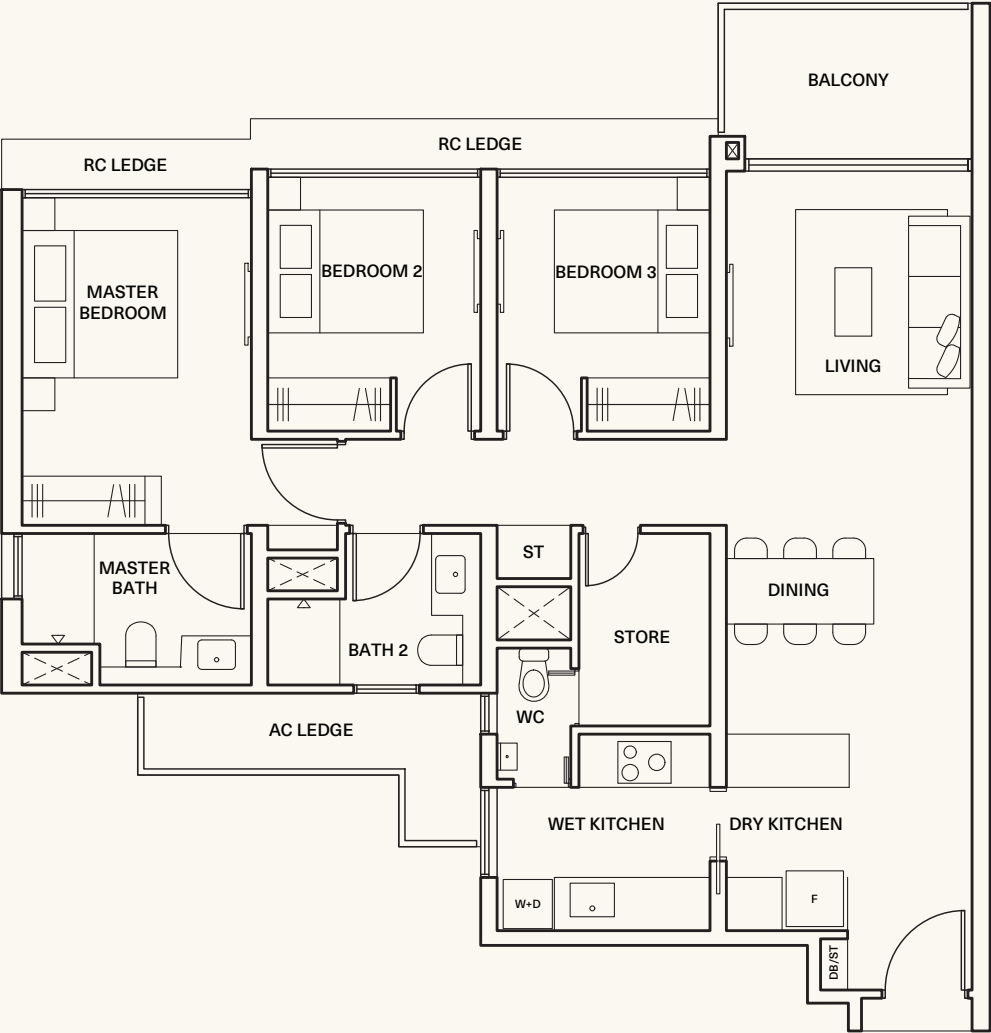 BALCONY
RC LEDGE
RC LEDGE
MASTER
BEDROOM
BEDROOM 2
BEDROOM 3
LIVING
MASTER
BATH
ST
DINING
STORE
BATH 2
WC
AC LEDGE
WET KITCHEN
DRY KITCHEN
W+D
F
DB/ST